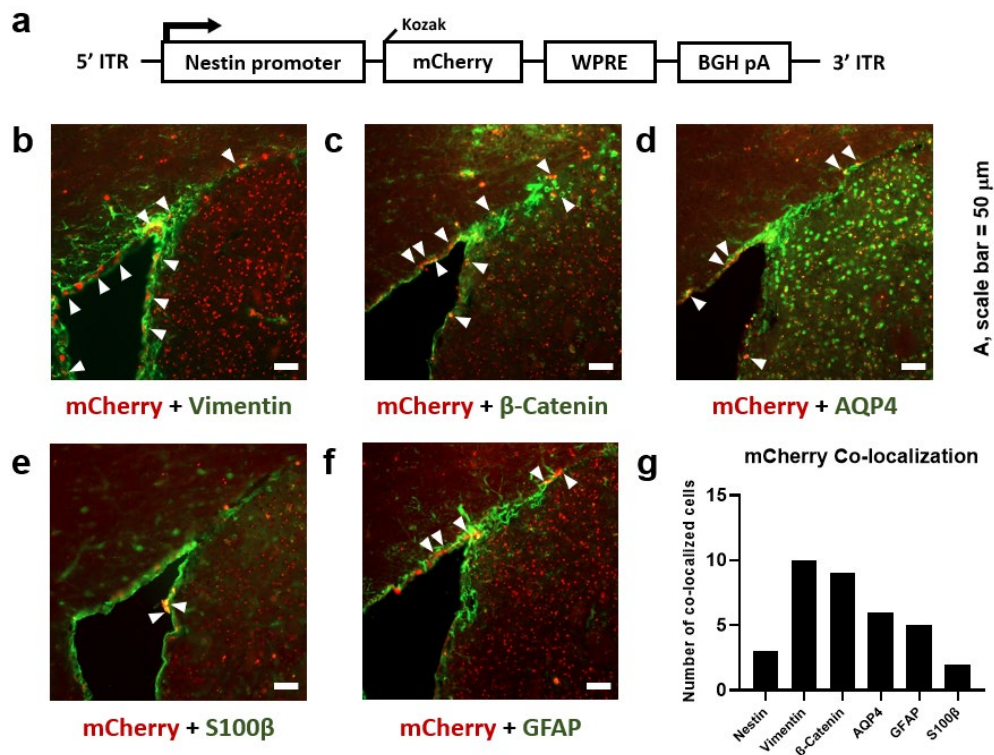 a
Kozak
5' ITR
Nestin promoter
mCherry
WPRE
BGH pA
3' ITR
b
c
d
A, scale bar = 50 µm
mCherry + Vimentin
mCherry + β-Catenin
mCherry + AQP4
e
f
g
mCherry + S100β
mCherry + GFAP
mCherry Co-localization
Number of co-localized cells
15
10
5
0
Nestin
Vimentin
β-Catenin
AQP4
GFAP
S100β